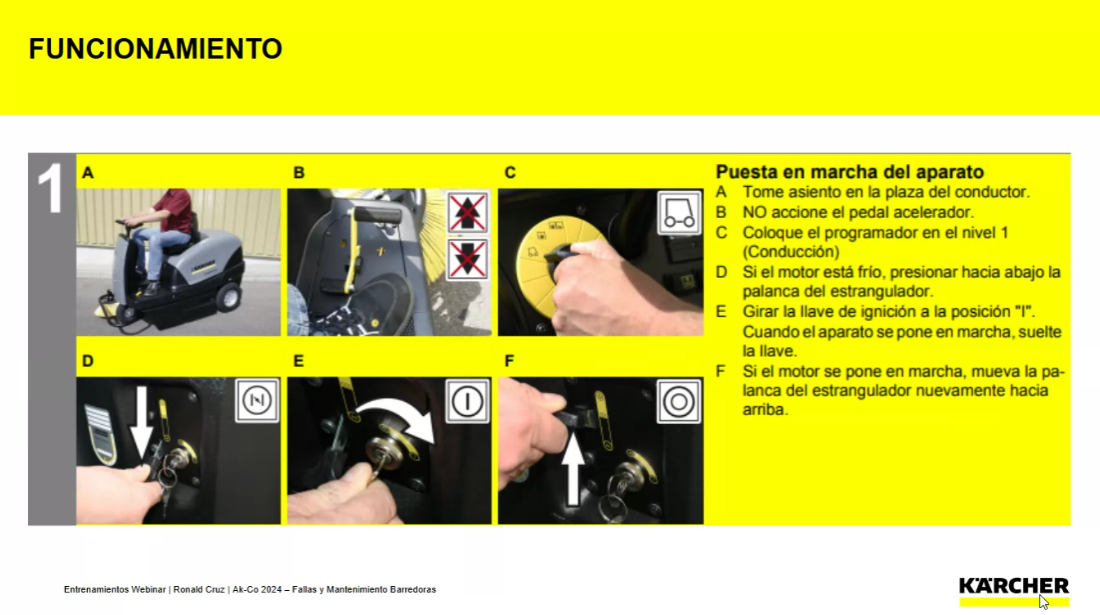 FUNCIONAMIENTO
1
A
B
C
D
E
F
Puesta en marcha del aparato
A Tome asiento en la plaza del conductor.
B NO accione el pedal acelerador.
C Coloque el programador en el nivel 1
(Conducción)
D Si el motor está frío, presionar hacia abajo la
palanca del estrangulador.
E Girar la llave de ignición a la posición "I".
Cuando el aparato se pone en marcha, suelte
la llave.
F Si el motor se pone en marcha, mueva la pa-
lanca del estrangulador nuevamente hacia
arriba.
Entrenamientos Webinar | Ronald Cruz | Ak-Co 2024 – Fallas y Mantenimiento Barredoras
KÄRCHER